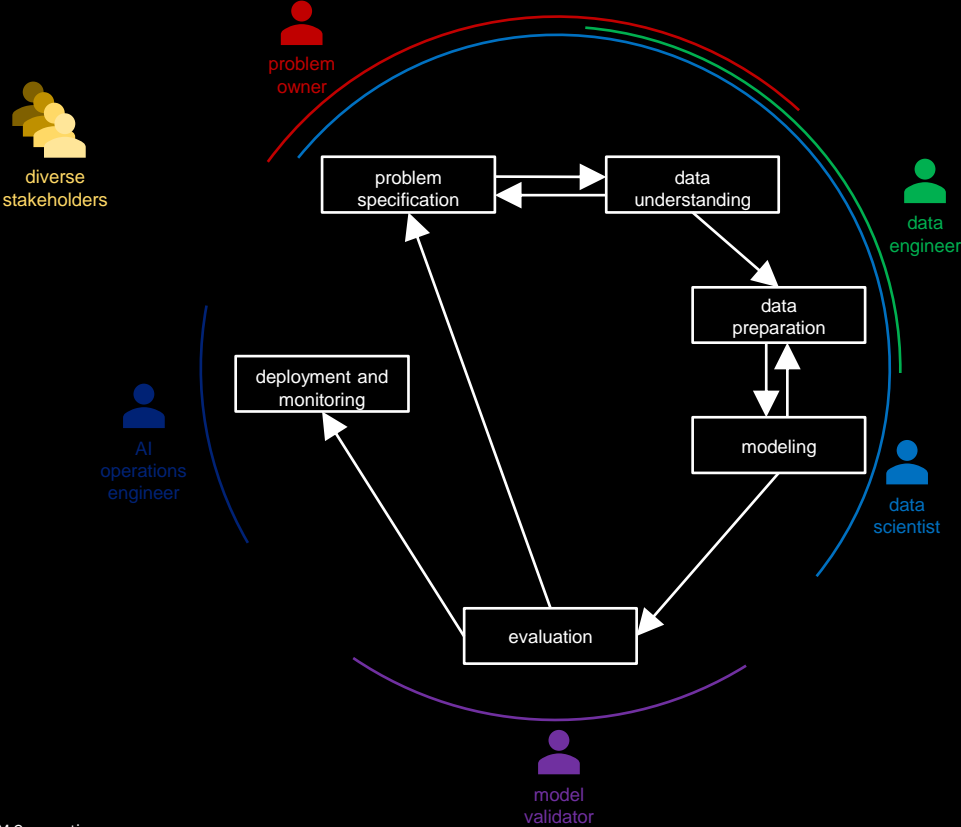 problem
owner
diverse
stakeholders
problem
specification
data
understanding
data
engineer
data
preparation
deployment and
monitoring
AI
operations
engineer
modeling
data
scientist
evaluation
model
validator